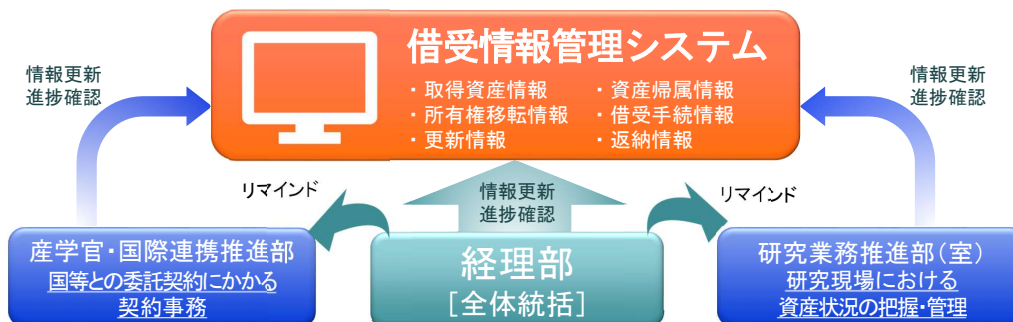 借受情報管理システム
・取得資産情報
・資産帰属情報
・所有権移転情報
・借受手続情報
・更新情報
・返納情報
情報更新
進捗確認
情報更新
進捗確認
リマインド
情報更新
進捗確認
リマインド
産学官・国際連携推進部
国等との委託契約にかかる
契約事務
経理部
［全体統括］
研究業務推進部（室）
研究現場における
資産状況の把握・管理